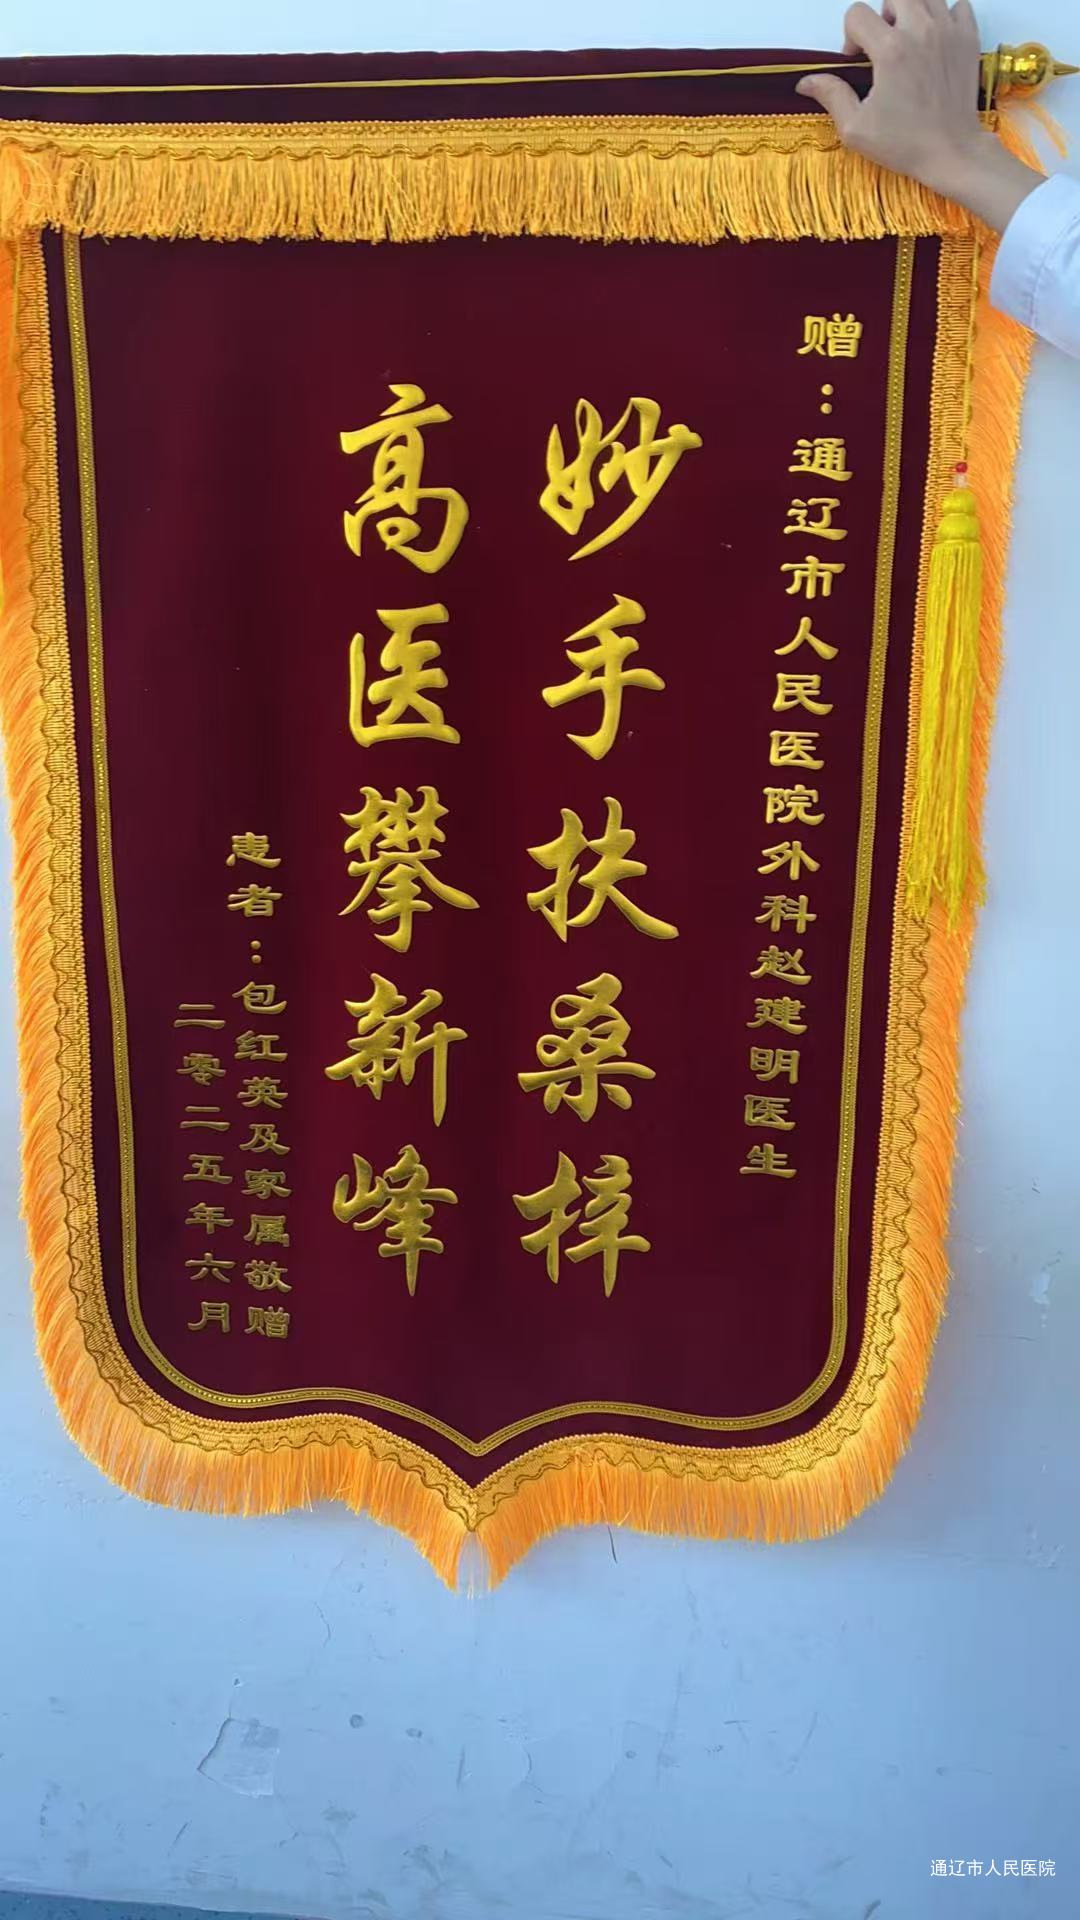 赠：通辽市人民医院外科赵建明医生
妙手扶桑梓
高医攀新峰
患者：包红英及家属敬赠
二零二五年六月
通辽市人民医院